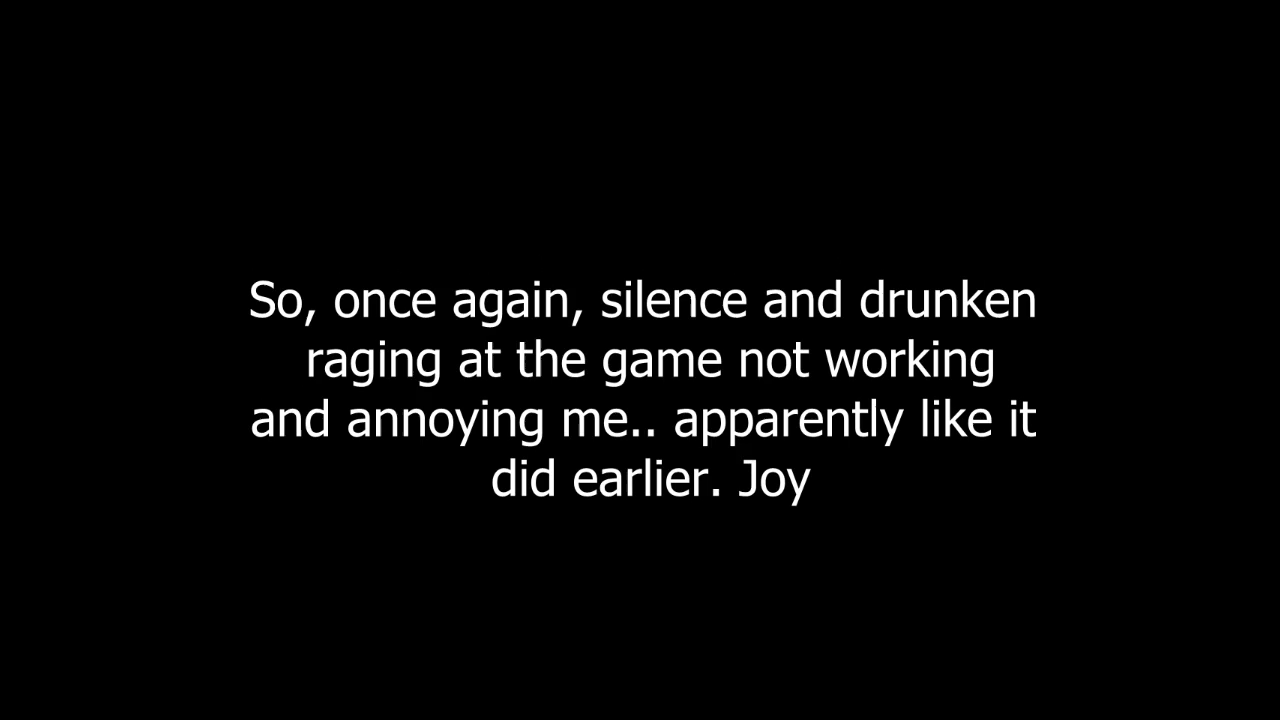 So, once again, silence and drunken
raging at the game not working
and annoying me.. apparently like it
did earlier. Joy